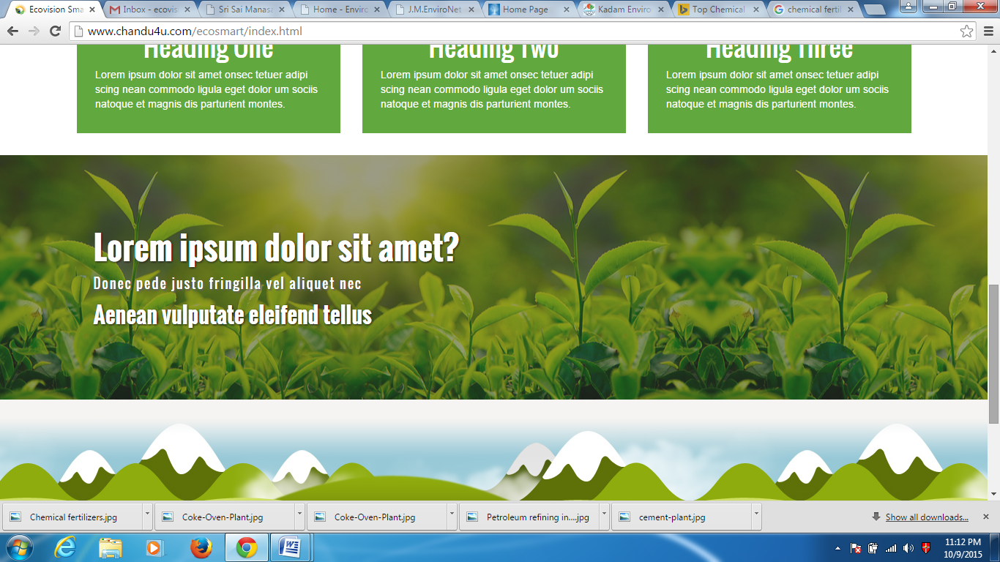 Ecovision Sma
Inbox - ecovis
Sri Sai Manasa
Home - Enviro
J.M.EnviroNet
Home Page
Kadam Enviro
Top Chemical
chemical fertil
www.chandu4u.com/ecosmart/index.html
Heading One
Heading Two
Heading Three
Lorem ipsum dolor sit amet onsec tetuer adipi
scing nean commodo ligula eget dolor um sociis
natoque et magnis dis parturient montes.
Lorem ipsum dolor sit amet onsec tetuer adipi
scing nean commodo ligula eget dolor um sociis
natoque et magnis dis parturient montes.
Lorem ipsum dolor sit amet onsec tetuer adipi
scing nean commodo ligula eget dolor um sociis
natoque et magnis dis parturient montes.
Lorem ipsum dolor sit amet?
Donec pede justo fringilla vel aliquet nec
Aenean vulputate eleifend tellus
Chemical fertilizers.jpg
Coke-Oven-Plant.jpg
Coke-Oven-Plant.jpg
Petroleum refining in....jpg
cement-plant.jpg
Show all downloads...
11:12 PM
10/9/2015